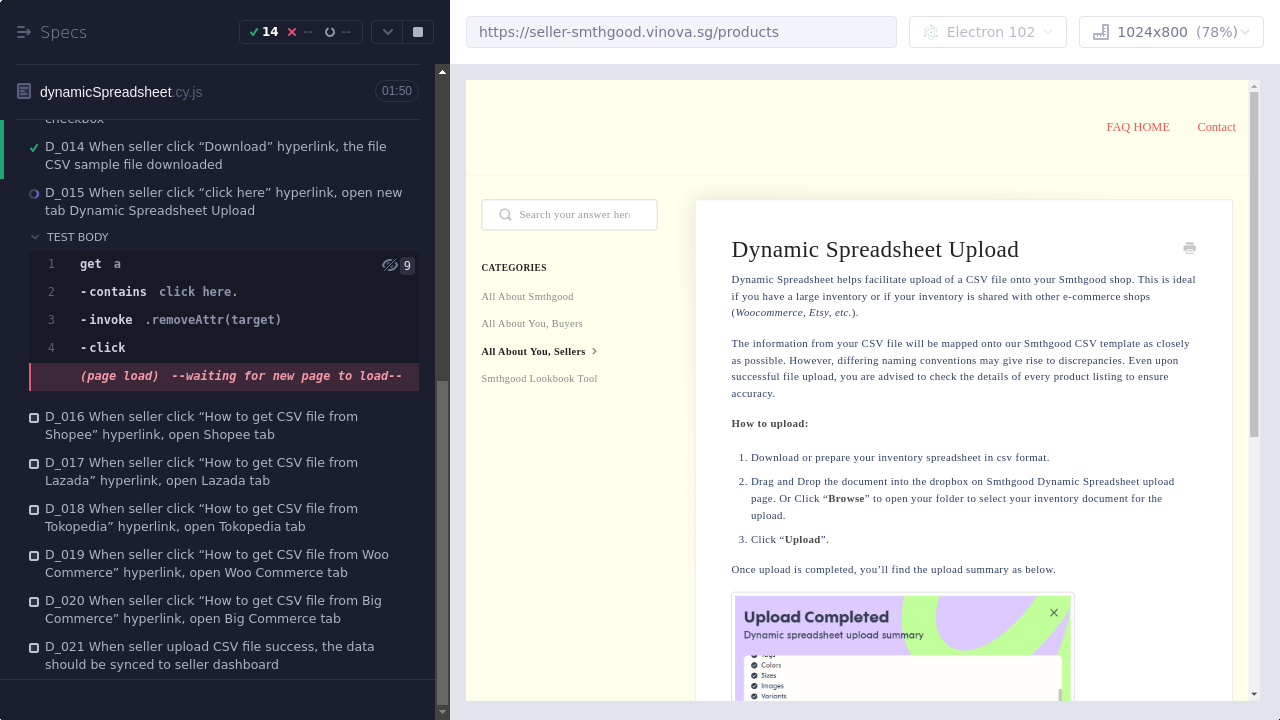 Specs
14
--
--
https://seller-smthgood.vinova.sg/products
Electron 102
1024x800 (78%)
dynamicSpreadsheet.cy.js
01:50
checkbox
D_014 When seller click “Download” hyperlink, the file
CSV sample file downloaded
D_015 When seller click “click here” hyperlink, open new
tab Dynamic Spreadsheet Upload
TEST BODY
1 get a 9
2 -contains click here.
3 -invoke .removeAttr(target)
4 -click
(page load) --waiting for new page to load--
D_016 When seller click “How to get CSV file from
Shopee” hyperlink, open Shopee tab
D_017 When seller click “How to get CSV file from
Lazada” hyperlink, open Lazada tab
D_018 When seller click “How to get CSV file from
Tokopedia” hyperlink, open Tokopedia tab
D_019 When seller click “How to get CSV file from Woo
Commerce” hyperlink, open Woo Commerce tab
D_020 When seller click “How to get CSV file from Big
Commerce” hyperlink, open Big Commerce tab
D_021 When seller upload CSV file success, the data
should be synced to seller dashboard
FAQ HOME
Contact
Search your answer here
CATEGORIES
All About Smthgood
All About You, Buyers
All About You, Sellers
Smthgood Lookbook Tool
Dynamic Spreadsheet Upload
Dynamic Spreadsheet helps facilitate upload of a CSV file onto your Smthgood shop. This is ideal
if you have a large inventory or if your inventory is shared with other e-commerce shops
(Woocommerce, Etsy, etc.).
The information from your CSV file will be mapped onto our Smthgood CSV template as closely
as possible. However, differing naming conventions may give rise to discrepancies. Even upon
successful file upload, you are advised to check the details of every product listing to ensure
accuracy.
How to upload:
1. Download or prepare your inventory spreadsheet in csv format.
2. Drag and Drop the document into the dropbox on Smthgood Dynamic Spreadsheet upload
page. Or Click “Browse” to open your folder to select your inventory document for the
upload.
3. Click “Upload”.
Once upload is completed, you’ll find the upload summary as below.
Upload Completed
Dynamic spreadsheet upload summary
Tags
Colors
Sizes
Images
Variants